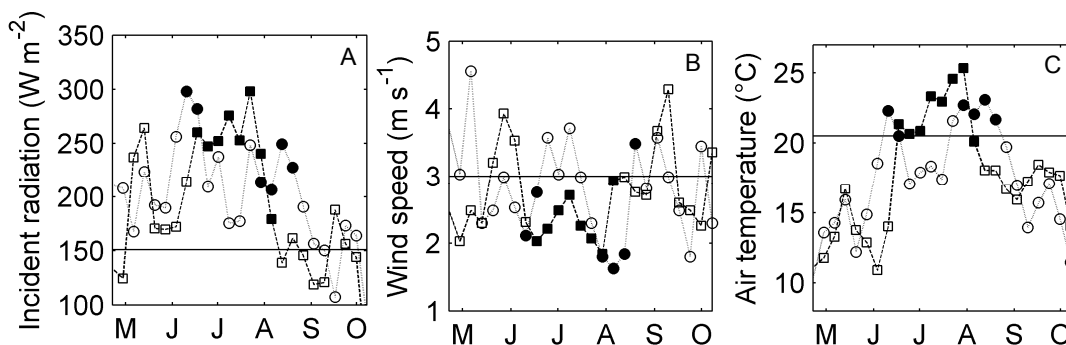 Incident radiation (W m-2)
350
300
250
200
150
100
A
M J J A S O
Wind speed (m s-1)
5
4
3
2
1
B
M J J A S O
Air temperature (°C)
25
20
15
10
C
M J J A S O